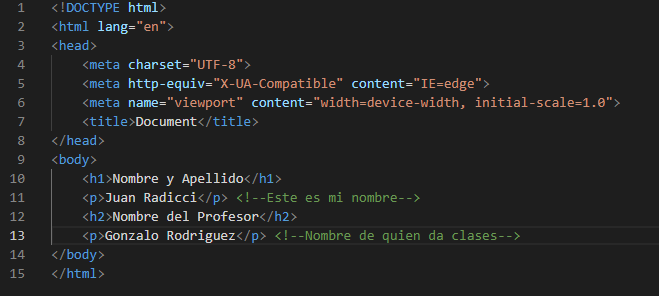 1 <!DOCTYPE html>
2 <html lang="en">
3 <head>
4     <meta charset="UTF-8">
5     <meta http-equiv="X-UA-Compatible" content="IE=edge">
6     <meta name="viewport" content="width=device-width, initial-scale=1.0">
7     <title>Document</title>
8 </head>
9 <body>
10     <h1>Nombre y Apellido</h1>
11     <p>Juan Radicci</p> <!--Este es mi nombre-->
12     <h2>Nombre del Profesor</h2>
13     <p>Gonzalo Rodriguez</p> <!--Nombre de quien da clases-->
14 </body>
15 </html>